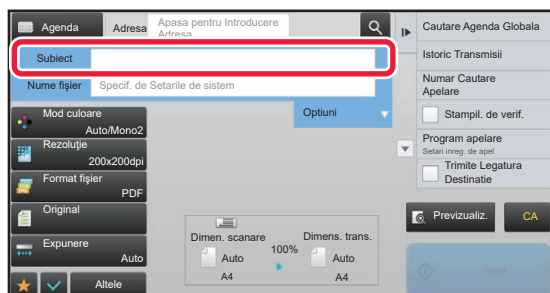 Agenda
Adresa
Apasa pentru Introducere
Adresa
Subiect
Nume fişier
Specif. de Setarile de sistem
Optiuni
Mod culoare
Auto/Mono2
Rezoluţie
200x200dpi
Format fişier
PDF
Original
Expunere
Auto
Altele
Dimen. scanare
100%
Dimens. trans.
Auto
A4
Auto
A4
Cautare Agenda Globala
Istoric Transmisii
Numar Cautare
Apelare
Stampil. de verif.
Program apelare
Setari inreg. de apel
Trimite Legatura
Destinatie
Previzualiz.
CA
Start